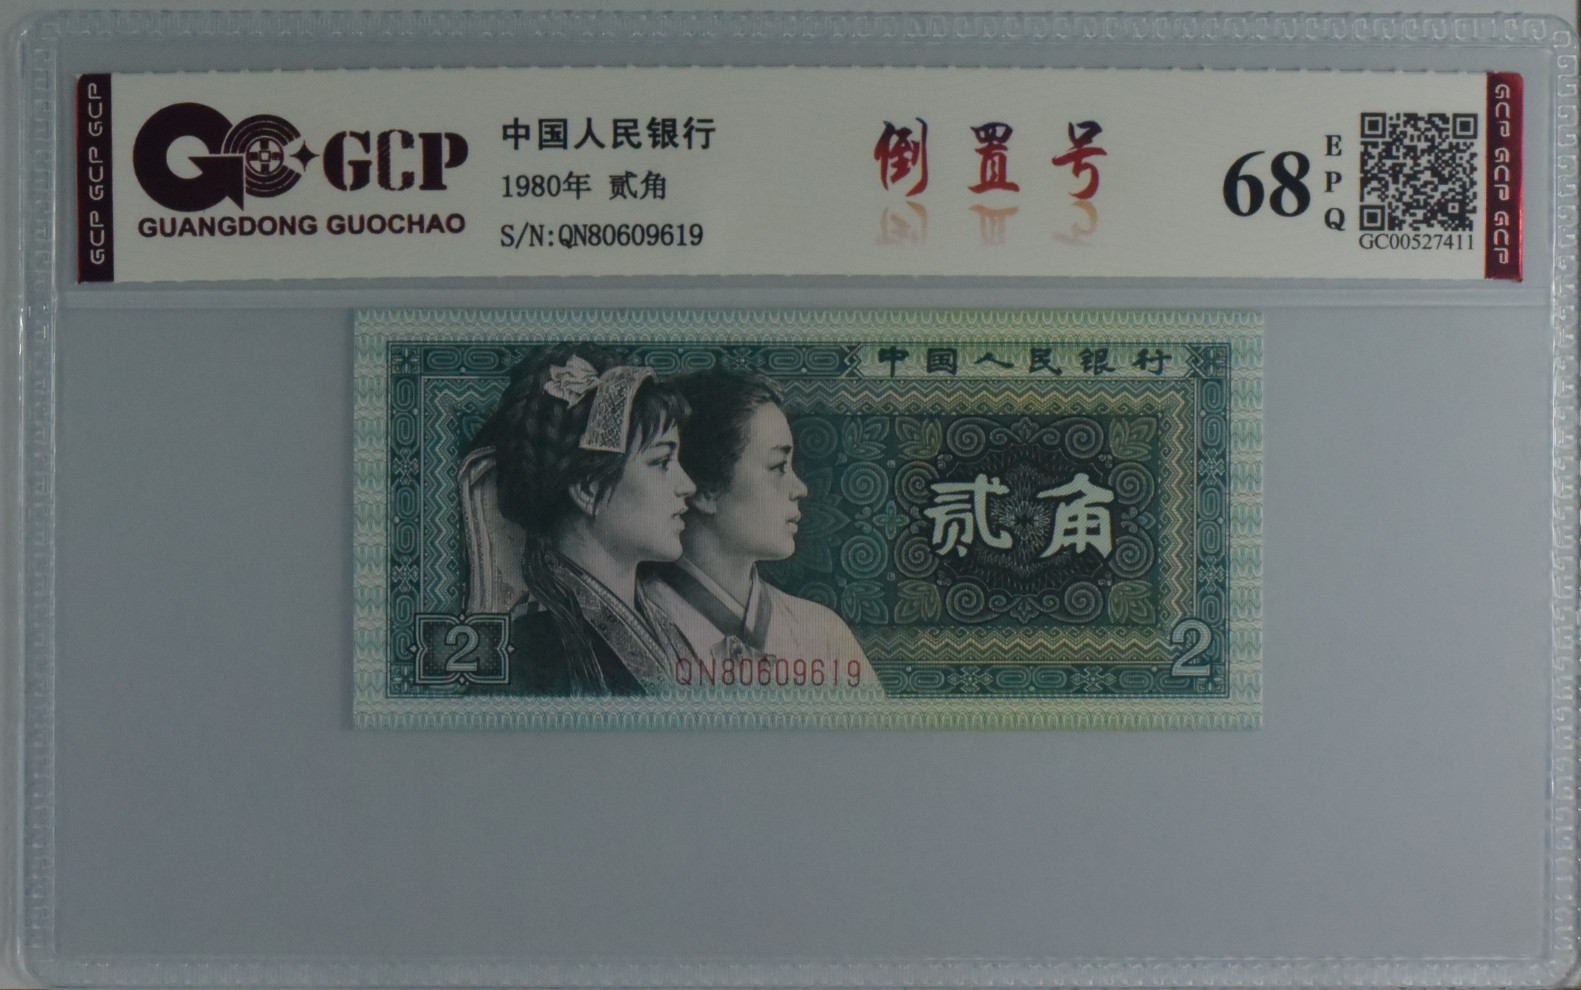 GCP GCP GCP
GCP
GUANGDONG GUOCHAO
中国人民银行
1980年 贰角
S/N:QN80609619
倒置号
68
EPQ
GC00527411
GCP GCP GCP
中国人民银行
贰角
2
2
QN80609619